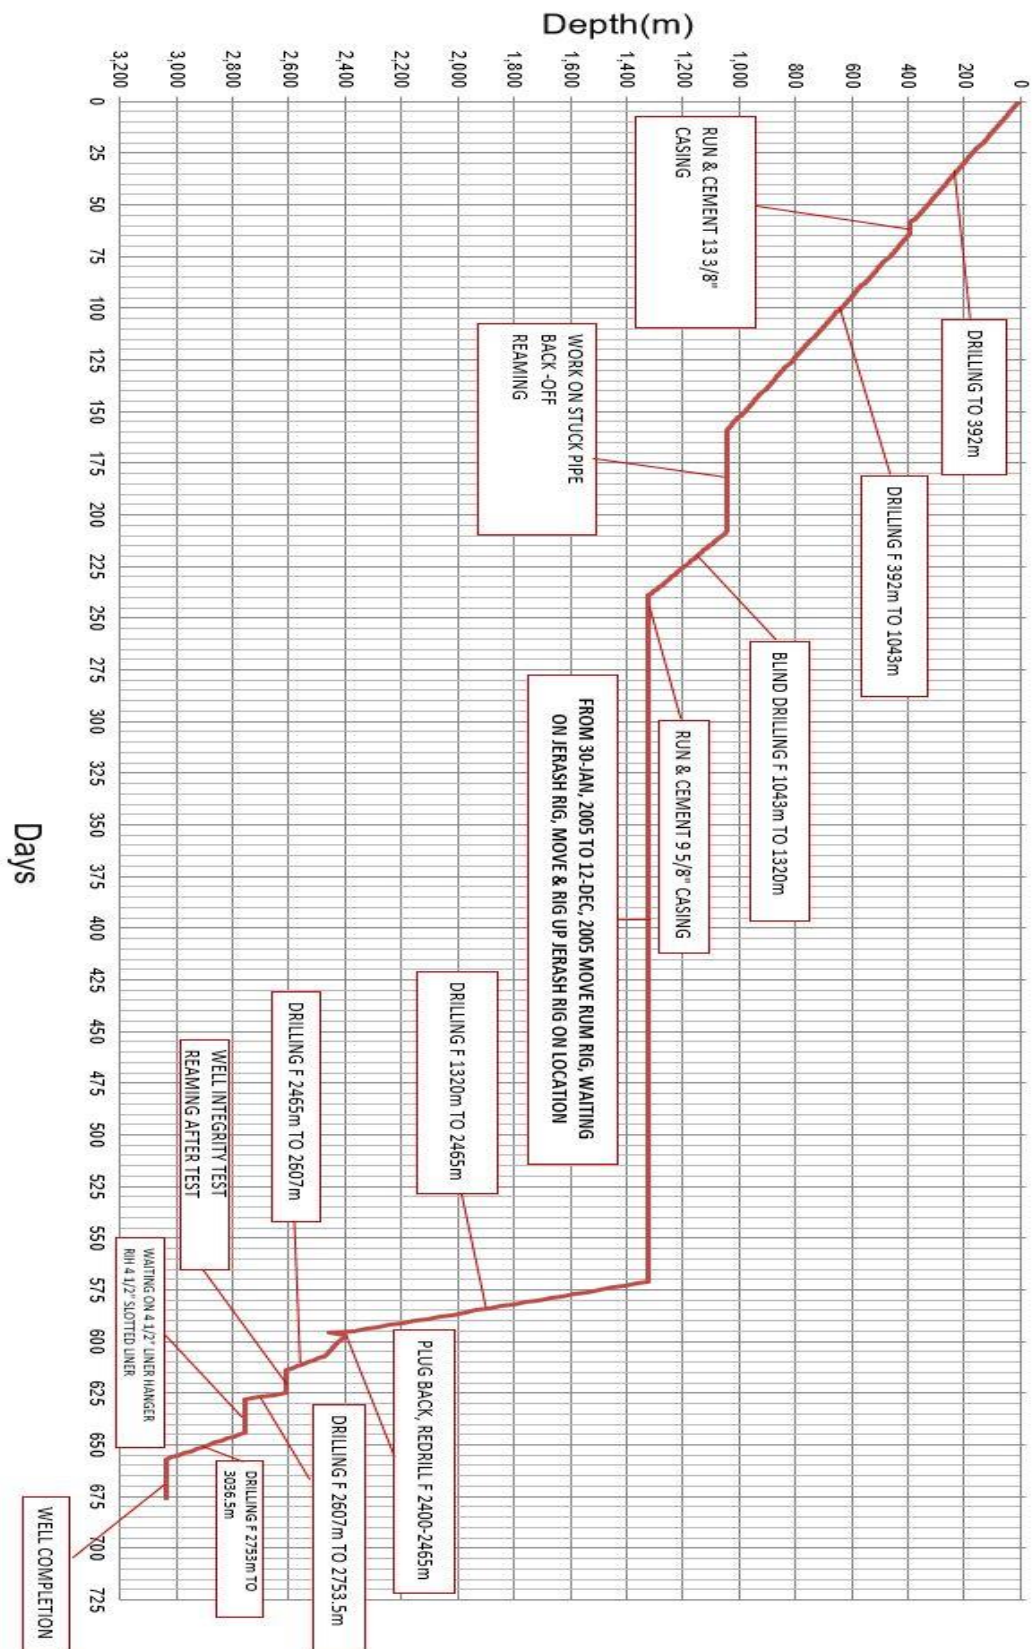 Depth(m)
0
200
400
600
800
1,000
1,200
1,400
1,600
1,800
2,000
2,200
2,400
2,600
2,800
3,000
3,200
0
25
50
75
100
125
150
175
200
225
250
275
300
325
350
375
400
425
450
475
500
525
550
575
600
625
650
675
700
725
Days
DRILLING TO 392m
RUN & CEMENT 13 3/8"
CASING
DRILLING F 392m TO 1043m
WORK ON STUCK PIPE
BACK -OFF
REAMING
BLIND DRILLING F 1043m TO 1320m
RUN & CEMENT 9 5/8" CASING
FROM 30-JAN, 2005 TO 12-DEC, 2005 MOVE RUM RIG, WAITING
ON JERASH RIG, MOVE & RIG UP JERASH RIG ON LOCATION
DRILLING F 1320m TO 2465m
PLUG BACK, REDRILL F 2400-2465m
DRILLING F 2465m TO 2607m
WELL INTEGRITY TEST
REAMING AFTER TEST
DRILLING F 2607m TO 2753.5m
WAITING ON 4 1/2" LINER HANGER
RIH 4 1/2" SLOTTED LINER
DRILLING F 2753m TO
3036.5m
WELL COMPLETION